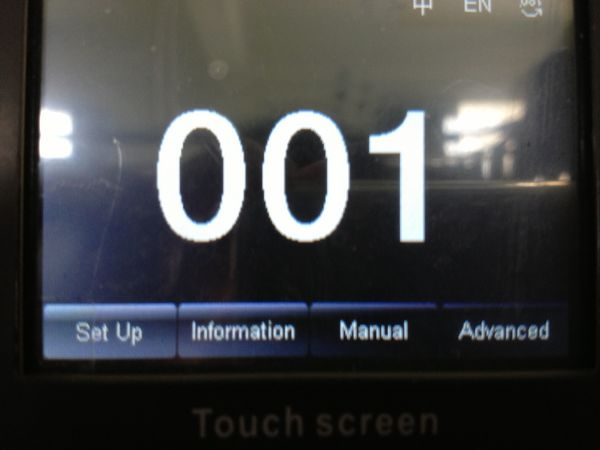 中 EN
001
Set Up Information Manual Advanced
Touch screen